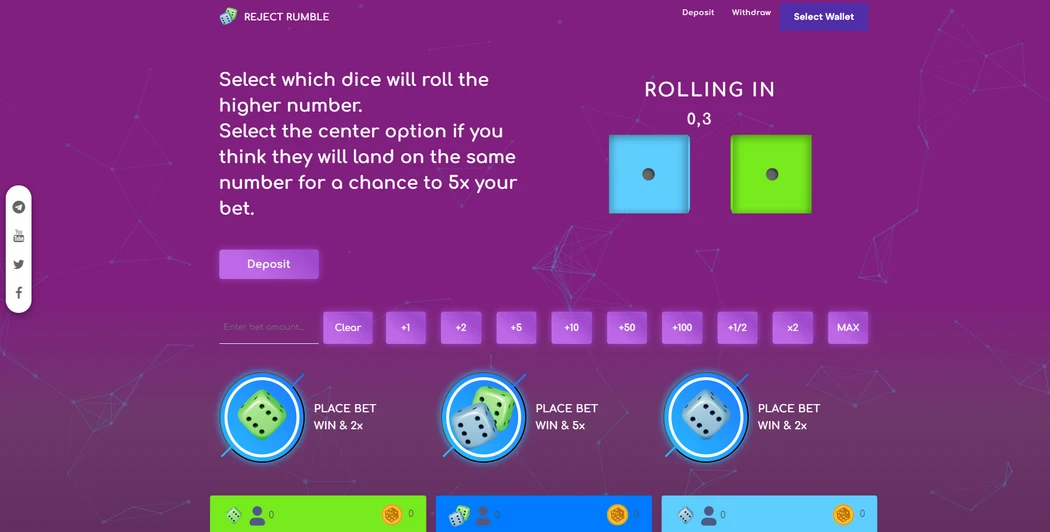 REJECT RUMBLE
Deposit
Withdraw
Select Wallet
Select which dice will roll the
higher number.
Select the center option if you
think they will land on the same
number for a chance to 5x your
bet.
ROLLING IN
0,3
You
Tube
Deposit
Enter bet amount...
Clear
+1
+2
+5
+10
+50
+100
+1/2
x2
MAX
PLACE BET
WIN & 2x
PLACE BET
WIN & 5x
PLACE BET
WIN & 2x
0
0
0
0
0
0